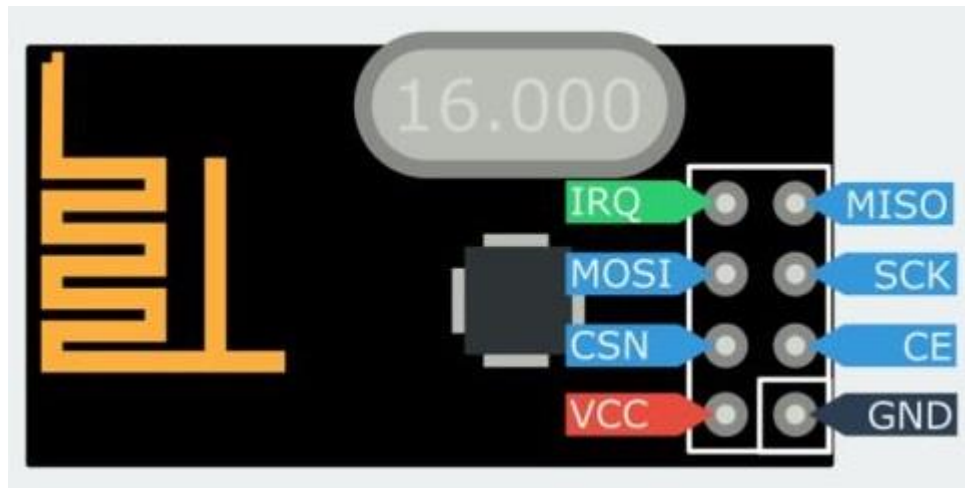 16.000
IRQ MISO
MOSI SCK
CSN CE
VCC GND